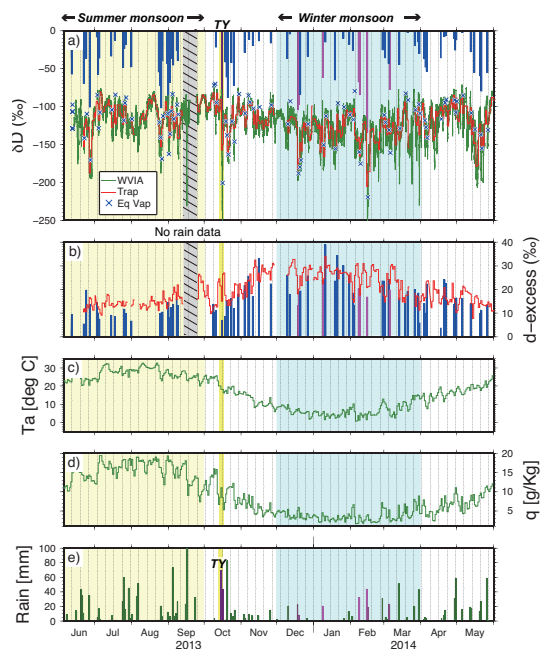 Summer monsoon
TY
Winter monsoon
a)
0
−50
−100
−150
−200
−250
δD (‰)
WVIA
Trap
Eq Vap
No rain data
b)
40
30
20
10
0
d−excess (‰)
c)
30
20
10
0
Ta [deg C]
d)
20
15
10
5
q [g/Kg]
e)
TY
100
80
60
40
20
0
Rain [mm]
Jun Jul Aug Sep Oct Nov Dec Jan Feb Mar Apr May
2013 2014